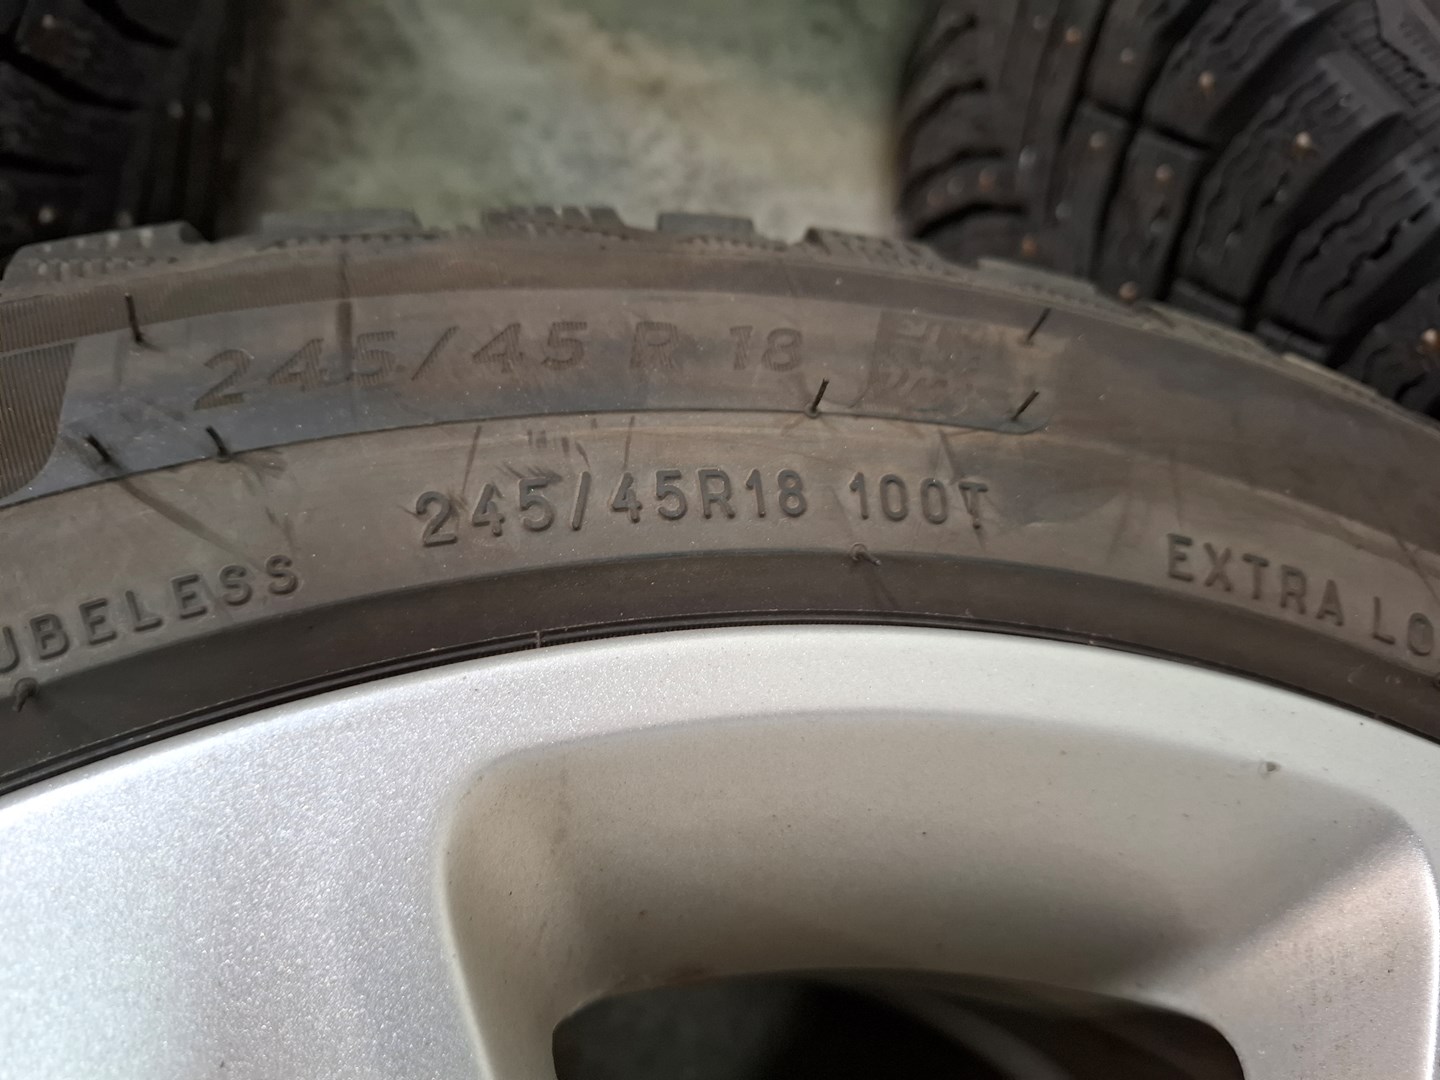 245/45 R 18
245/45R18 100T
UBELESS
EXTRA LO